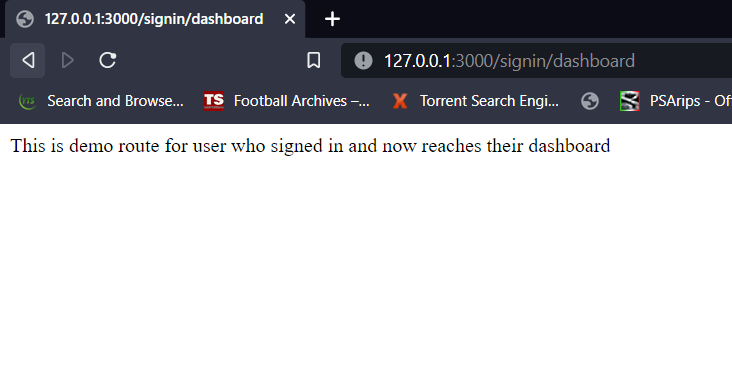 127.0.0.1:3000/signin/dashboard
127.0.0.1:3000/signin/dashboard
YTS Search and Browse... TS Football Archives –... X Torrent Search Engi... PSArips - Of
This is demo route for user who signed in and now reaches their dashboard